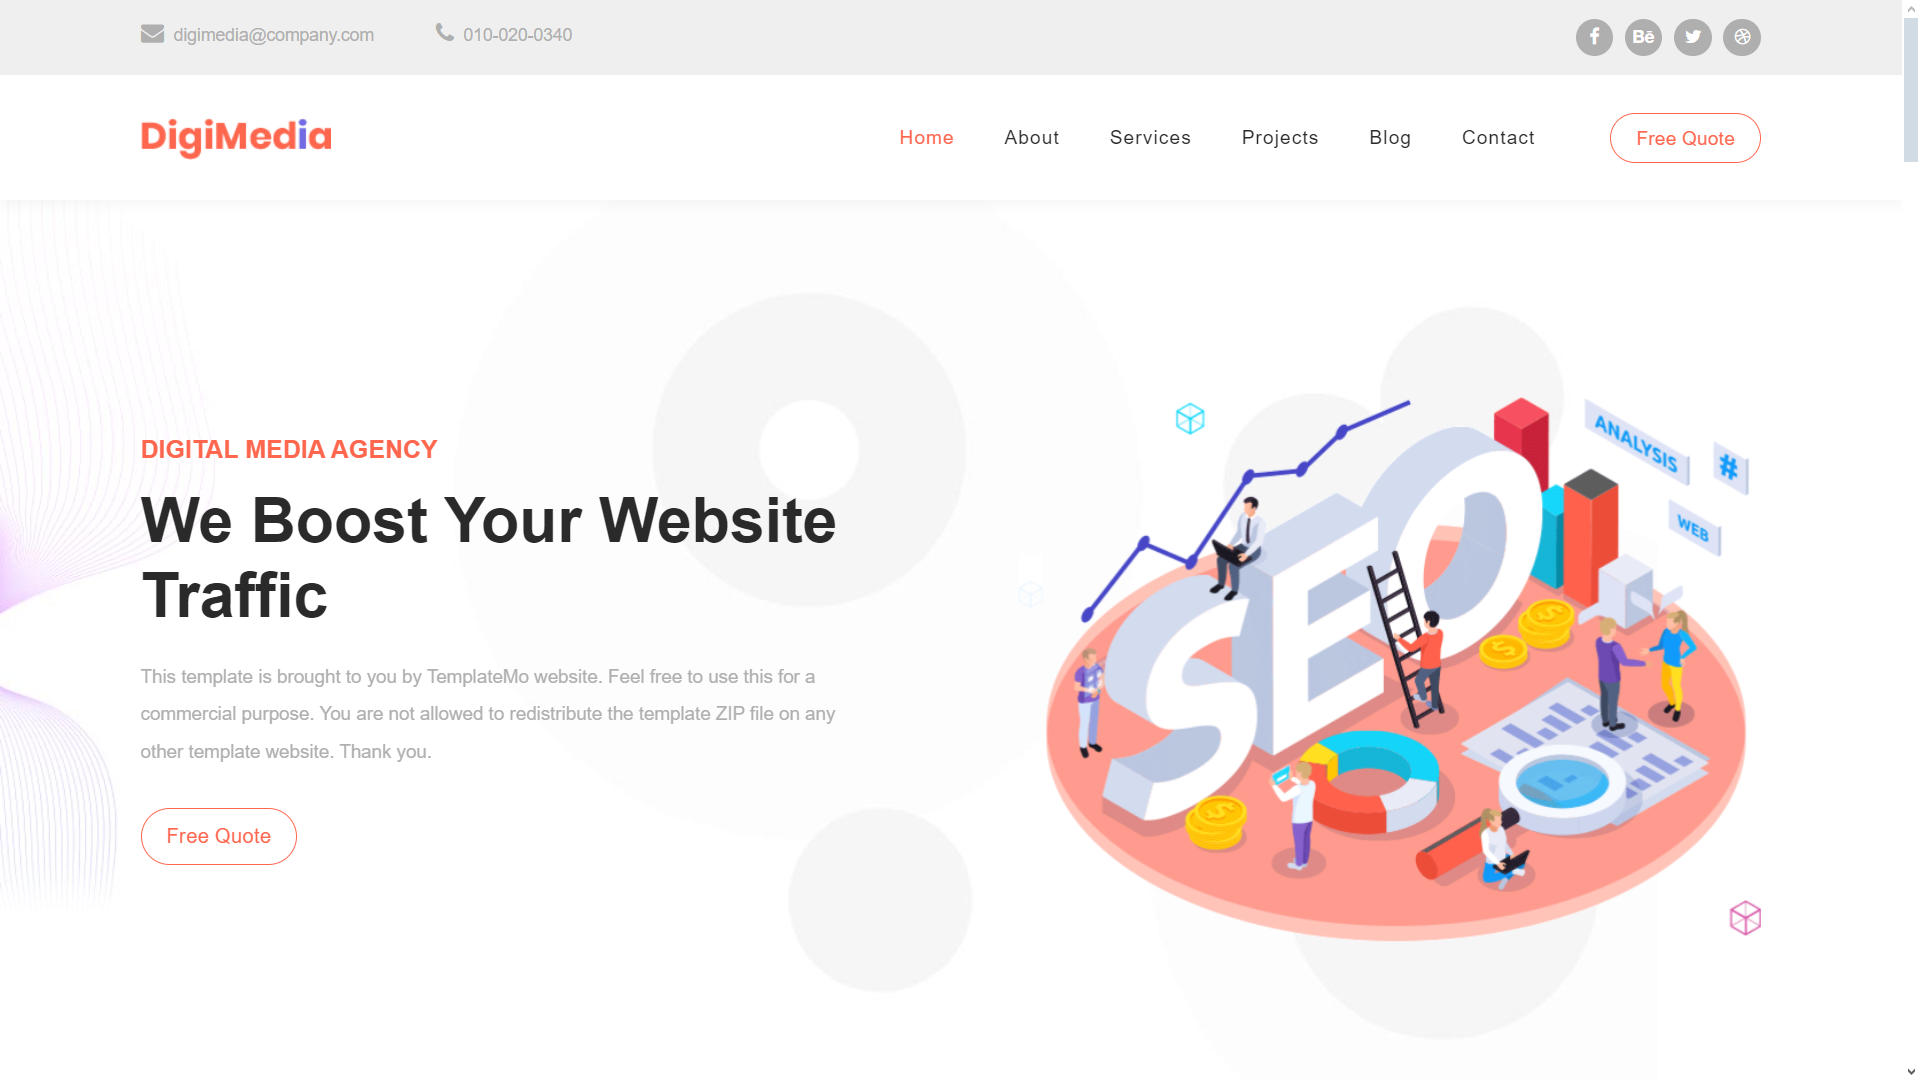 digimedia@company.com 010-020-0340
DigiMedia Home About Services Projects Blog Contact Free Quote
DIGITAL MEDIA AGENCY
We Boost Your Website
Traffic
This template is brought to you by TemplateMo website. Feel free to use this for a
commercial purpose. You are not allowed to redistribute the template ZIP file on any
other template website. Thank you.
Free Quote
SEO
ANALYSIS
#
WEB